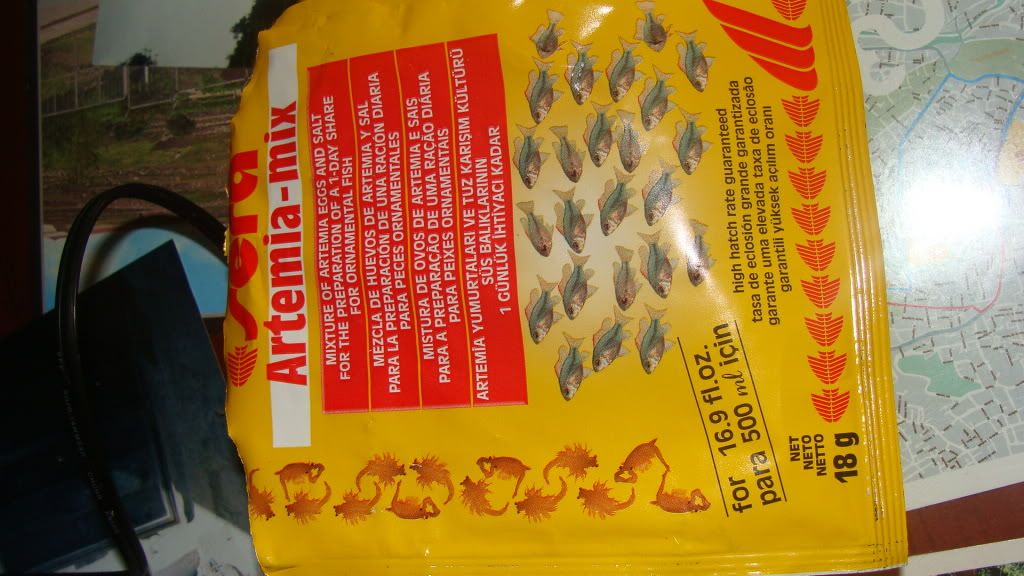 sera
Artemia-mix
MIXTURE OF ARTEMIA EGGS AND SALT
FOR THE PREPARATION OF A 1-DAY SHARE
FOR ORNAMENTAL FISH
MEZCLA DE HUEVOS DE ARTEMIA Y SAL
PARA LA PREPARACIÓN DE UNA RACIÓN DIARIA
PARA PECES ORNAMENTALES
MISTURA DE OVOS DE ARTEMIA E SAIS
PARA A PREPARAÇÃO DE UMA RAÇÃO DIÁRIA
PARA PEIXES ORNAMENTAIS
ARTEMİA YUMURTALARI VE TUZ KARIŞIM KÜLTÜRÜ
SÜS BALIKLARININ
1 GÜNLÜK İHTİYACI KADAR
for 16.9 fl.oz.
para 500 ml için
high hatch rate guaranteed
tasa de eclosión grande garantizada
garante uma elevada taxa de eclosão
garantili yüksek açılım oranı
NET
NETO
NETTO
18 g